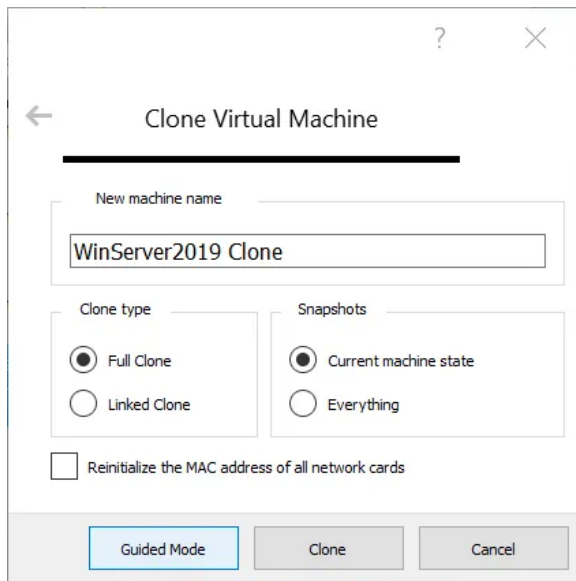 ?
Clone Virtual Machine
New machine name
WinServer2019 Clone
Clone type
Full Clone
Linked Clone
Snapshots
Current machine state
Everything
Reinitialize the MAC address of all network cards
Guided Mode
Clone
Cancel